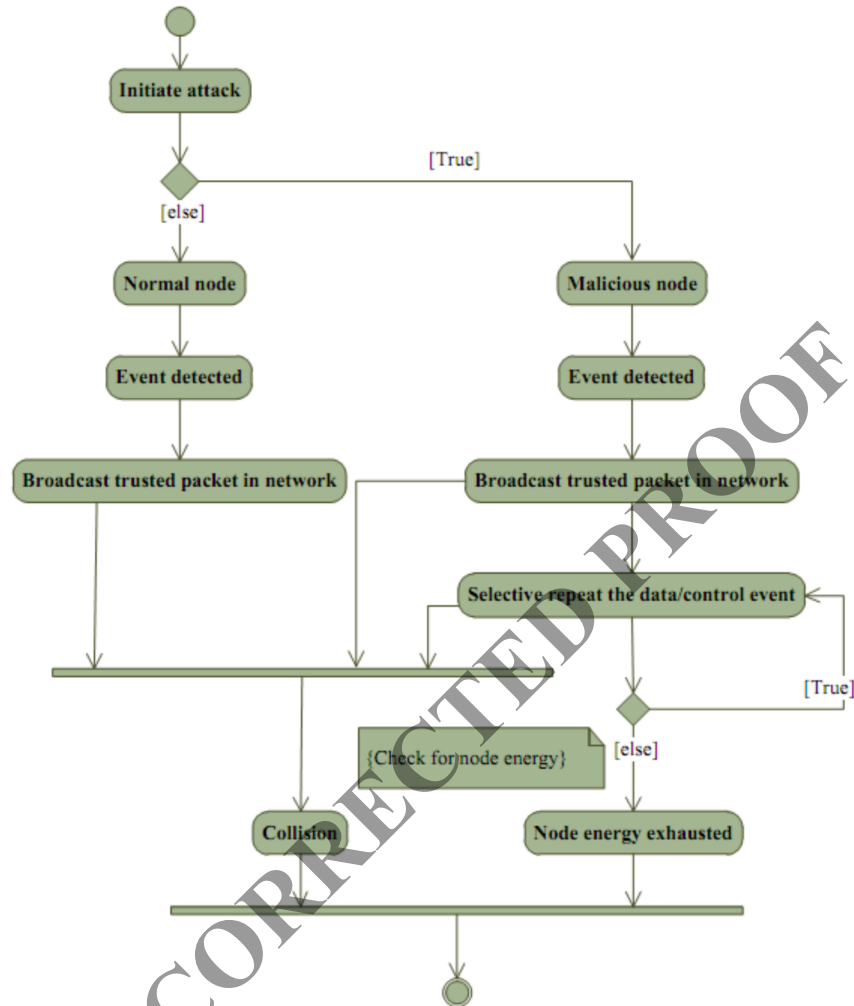 Initiate attack
[True]
[else]
Normal node
Malicious node
Event detected
Event detected
Broadcast trusted packet in network
Broadcast trusted packet in network
Selective repeat the data/control event
[True]
[else]
{Check for node energy}
Collision
Node energy exhausted
CORRECTED PROOF